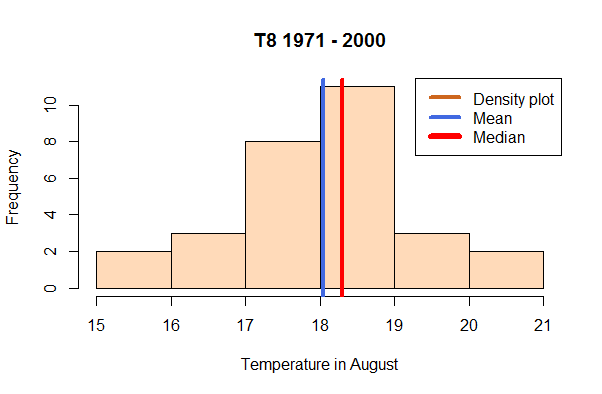 T8 1971 - 2000
Density plot
Mean
Median
Frequency
10
8
6
4
2
0
15 16 17 18 19 20 21
Temperature in August